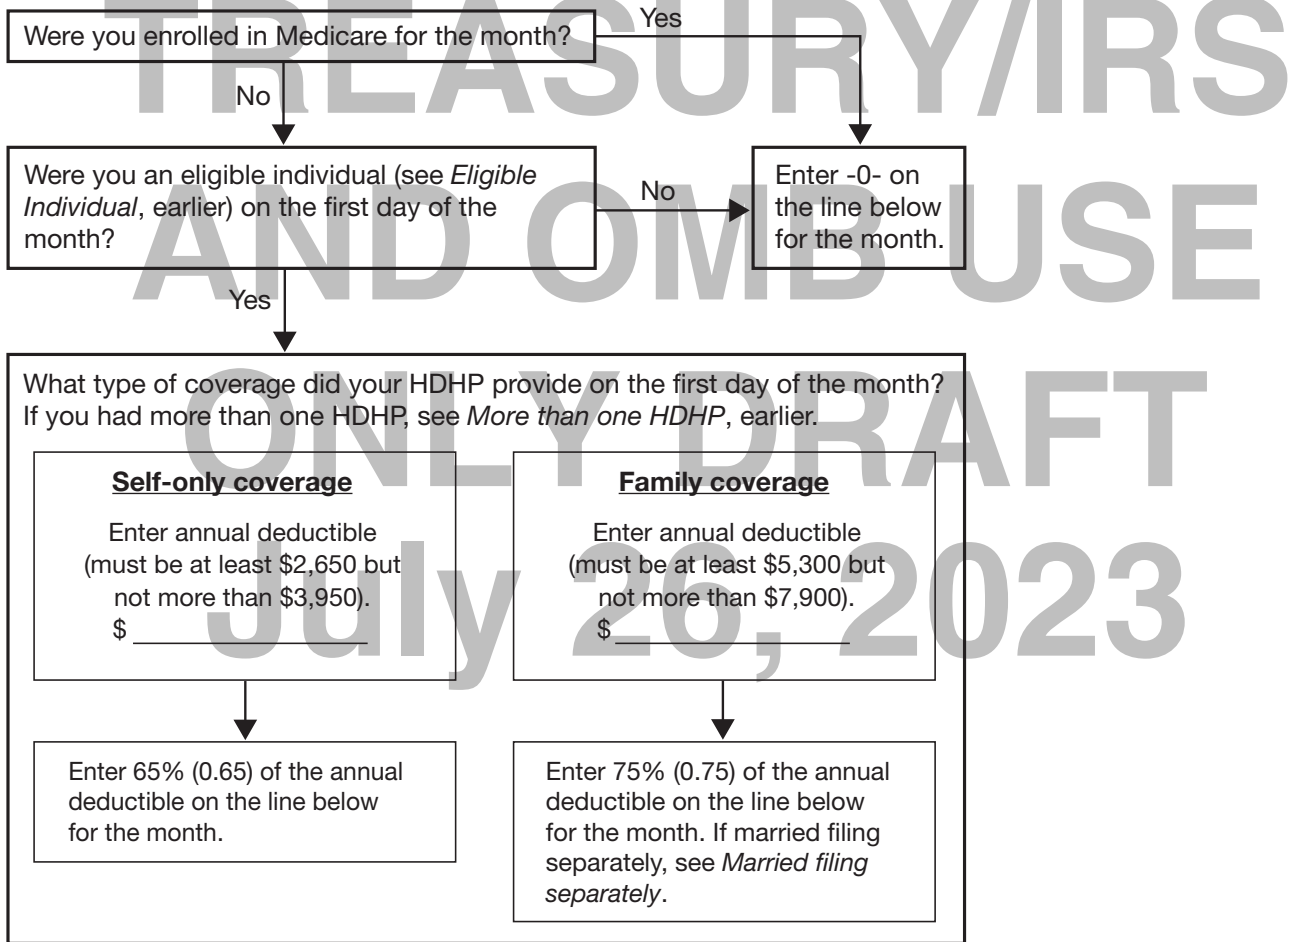 TREASURY/IRS
AND OMB USE
ONLY DRAFT
July 26, 2023
Were you enrolled in Medicare for the month?
Yes
No
Were you an eligible individual (see Eligible
Individual, earlier) on the first day of the
month?
No
Enter -0- on
the line below
for the month.
Yes
What type of coverage did your HDHP provide on the first day of the month?
If you had more than one HDHP, see More than one HDHP, earlier.
Self-only coverage
Enter annual deductible
(must be at least $2,650 but
not more than $3,950).
$ ________________
Family coverage
Enter annual deductible
(must be at least $5,300 but
not more than $7,900).
$ ________________
Enter 65% (0.65) of the annual
deductible on the line below
for the month.
Enter 75% (0.75) of the annual
deductible on the line below
for the month. If married filing
separately, see Married filing
separately.